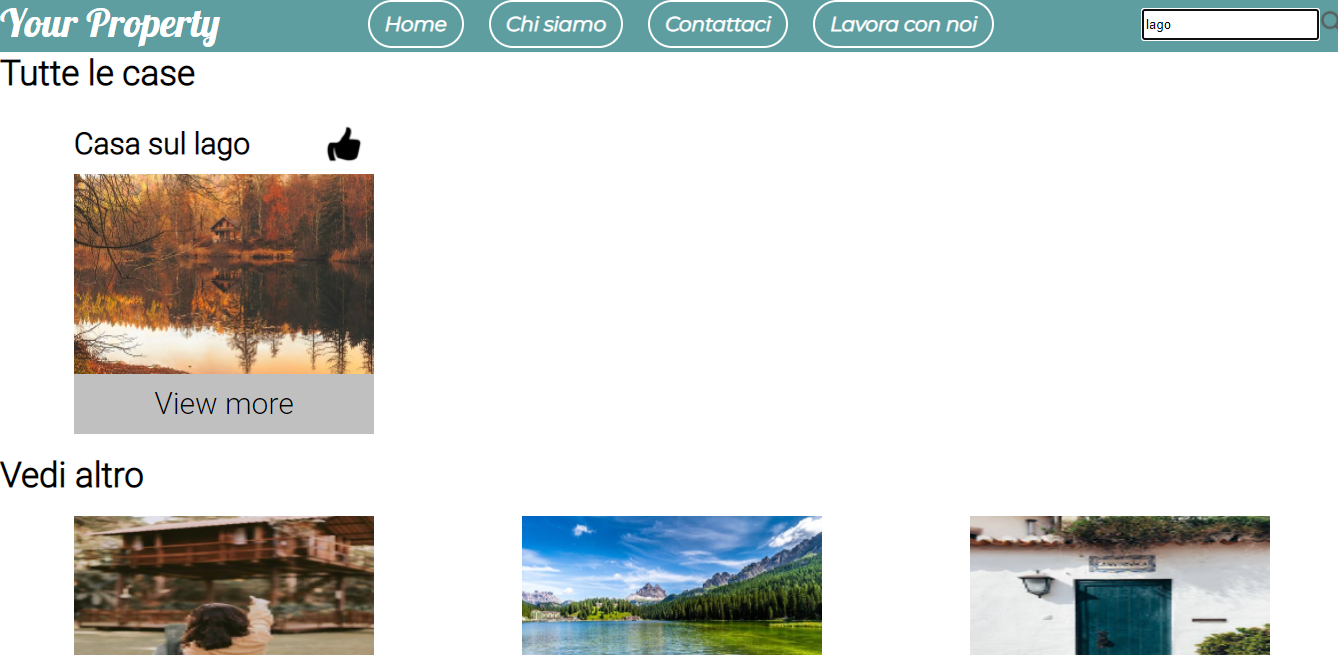 Your Property
Home
Chi siamo
Contattaci
Lavora con noi
lago
Tutte le case
Casa sul lago
View more
Vedi altro